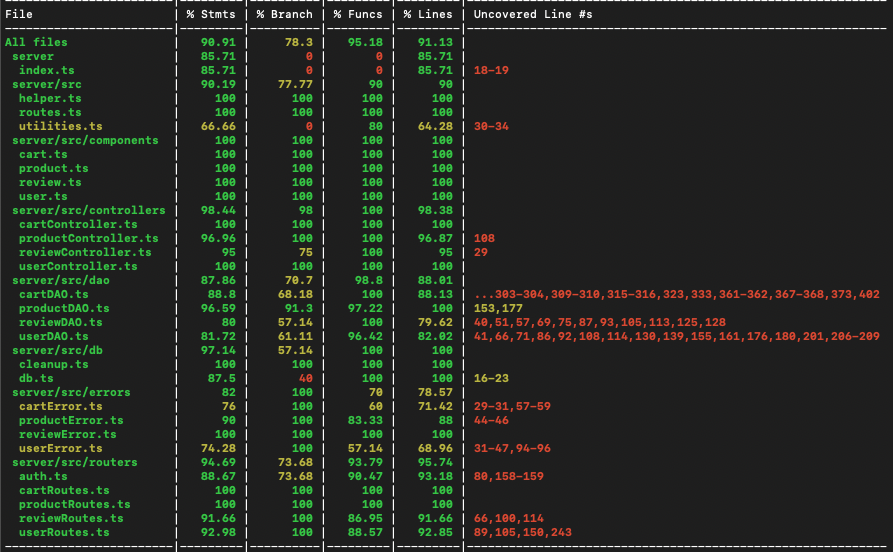 File | % Stmts | % Branch | % Funcs | % Lines | Uncovered Line #s
All files | 90.91 | 78.3 | 95.18 | 91.13 |
server | 85.71 | 0 | 0 | 85.71 |
index.ts | 85.71 | 0 | 0 | 85.71 | 18-19
server/src | 90.19 | 77.77 | 90 | 90 |
helper.ts | 100 | 100 | 100 | 100 |
routes.ts | 100 | 100 | 100 | 100 |
utilities.ts | 66.66 | 0 | 80 | 64.28 | 30-34
server/src/components | 100 | 100 | 100 | 100 |
cart.ts | 100 | 100 | 100 | 100 |
product.ts | 100 | 100 | 100 | 100 |
review.ts | 100 | 100 | 100 | 100 |
user.ts | 100 | 100 | 100 | 100 |
server/src/controllers | 98.44 | 98 | 100 | 98.38 |
cartController.ts | 100 | 100 | 100 | 100 |
productController.ts | 96.96 | 100 | 100 | 96.87 | 108
reviewController.ts | 95 | 75 | 100 | 95 | 29
userController.ts | 100 | 100 | 100 | 100 |
server/src/dao | 87.86 | 70.7 | 98.8 | 88.01 |
cartDAO.ts | 88.8 | 68.18 | 100 | 88.13 | ...303-304,309-310,315-316,323,333,361-362,367-368,373,402
productDAO.ts | 96.59 | 91.3 | 97.22 | 100 | 153,177
reviewDAO.ts | 80 | 57.14 | 100 | 79.62 | 40,51,57,69,75,87,93,105,113,125,128
userDAO.ts | 81.72 | 61.11 | 96.42 | 82.02 | 41,66,71,86,92,108,114,130,139,155,161,176,180,201,206-209
server/src/db | 97.14 | 57.14 | 100 | 100 |
cleanup.ts | 100 | 100 | 100 | 100 |
db.ts | 87.5 | 40 | 100 | 100 | 16-23
server/src/errors | 82 | 100 | 70 | 78.57 |
cartError.ts | 76 | 100 | 60 | 71.42 | 29-31,57-59
productError.ts | 90 | 100 | 83.33 | 88 | 44-46
reviewError.ts | 100 | 100 | 100 | 100 |
userError.ts | 74.28 | 100 | 57.14 | 68.96 | 31-47,94-96
server/src/routers | 94.69 | 73.68 | 93.79 | 95.74 |
auth.ts | 88.67 | 73.68 | 90.47 | 93.18 | 80,158-159
cartRoutes.ts | 100 | 100 | 100 | 100 |
productRoutes.ts | 100 | 100 | 100 | 100 |
reviewRoutes.ts | 91.66 | 100 | 86.95 | 91.66 | 66,100,114
userRoutes.ts | 92.98 | 100 | 88.57 | 92.85 | 89,105,150,243